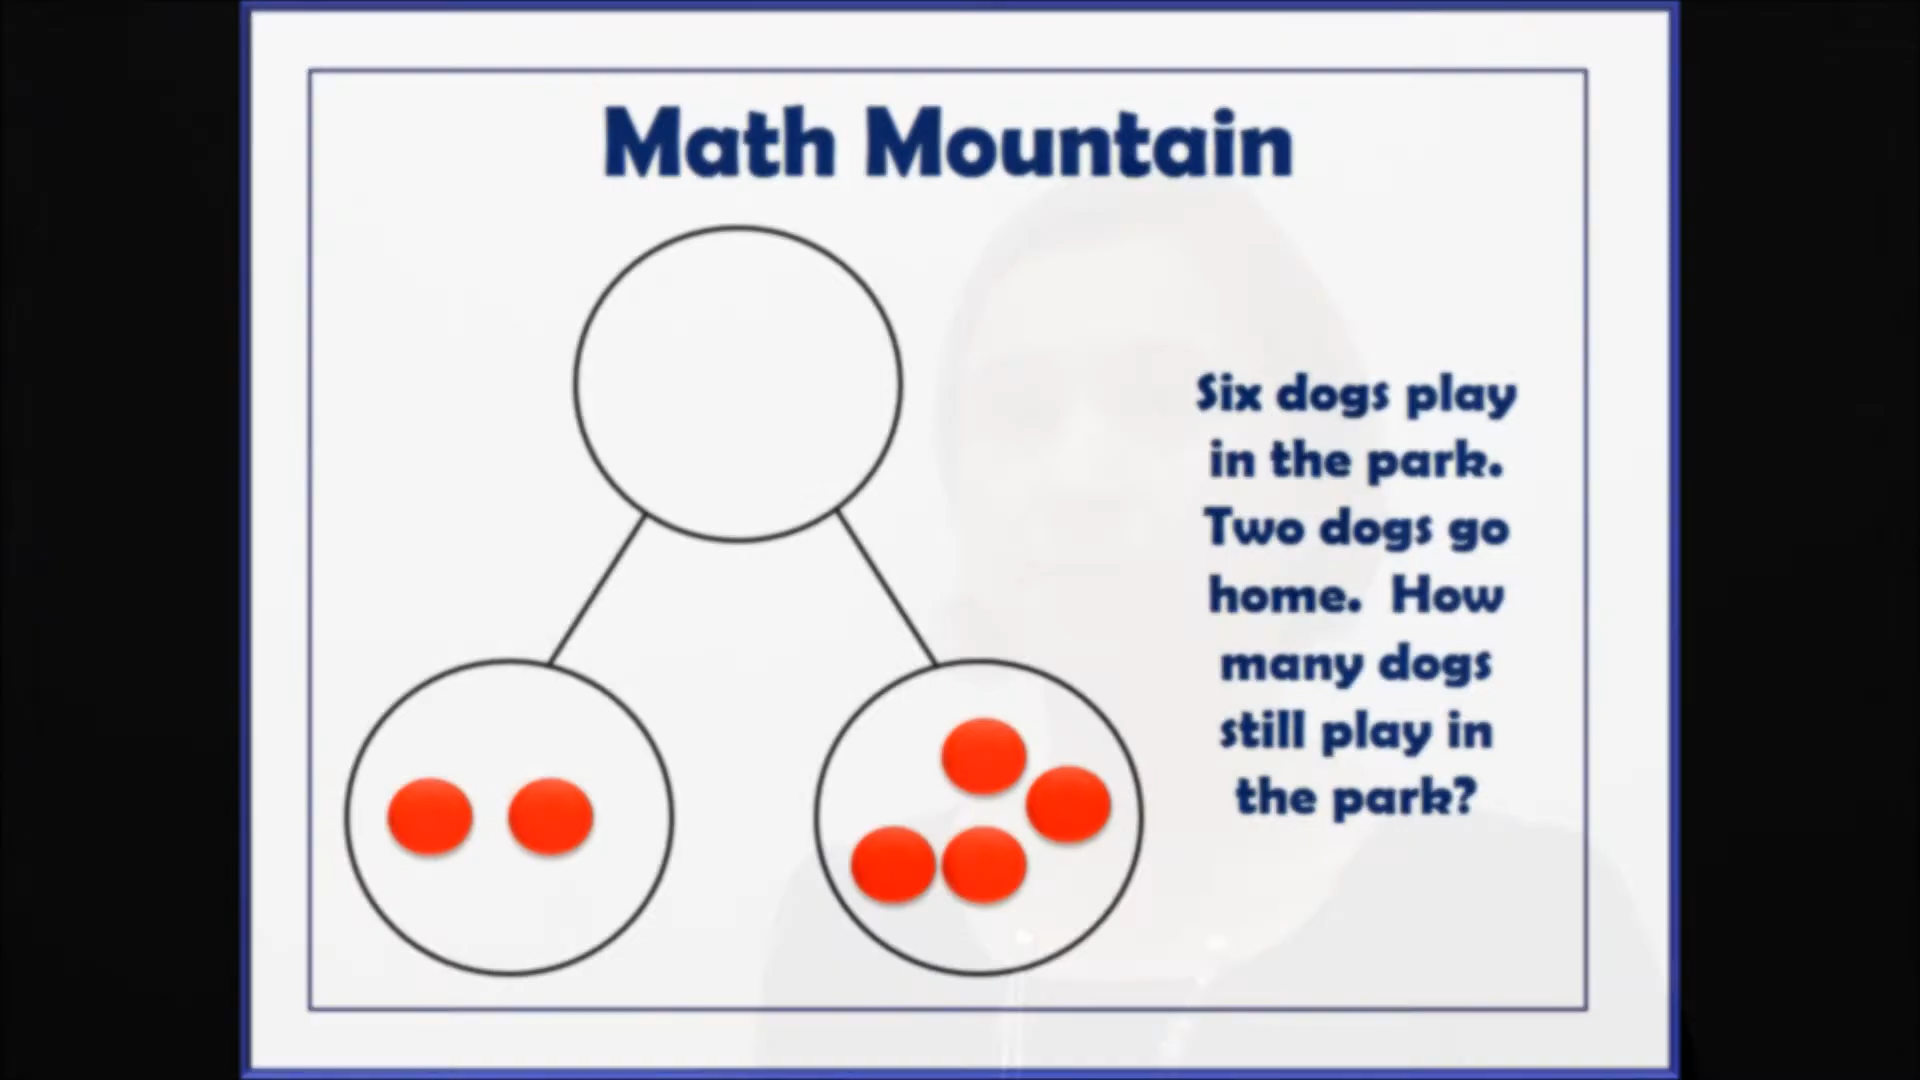 Math Mountain
Six dogs play
in the park.
Two dogs go
home. How
many dogs
still play in
the park?